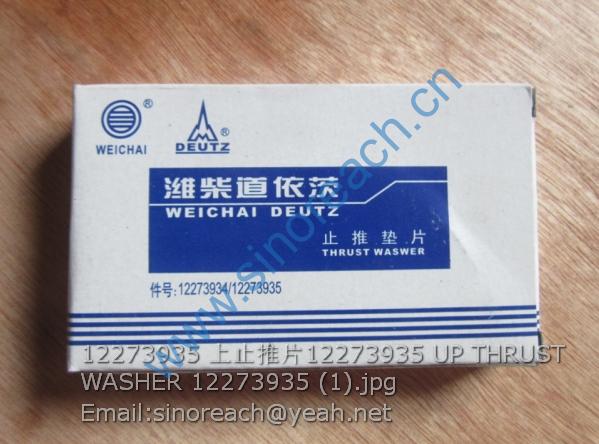 WEICHAI ®
DEUTZ ®
潍柴道依茨
WEICHAI DEUTZ
止推垫片
THRUST WASWER
件号:12273934/12273935
www.sinoreach.cn
12273935 上止推片12273935 UP THRUST
WASHER 12273935 (1).jpg
Email:sinoreach@yeah.net